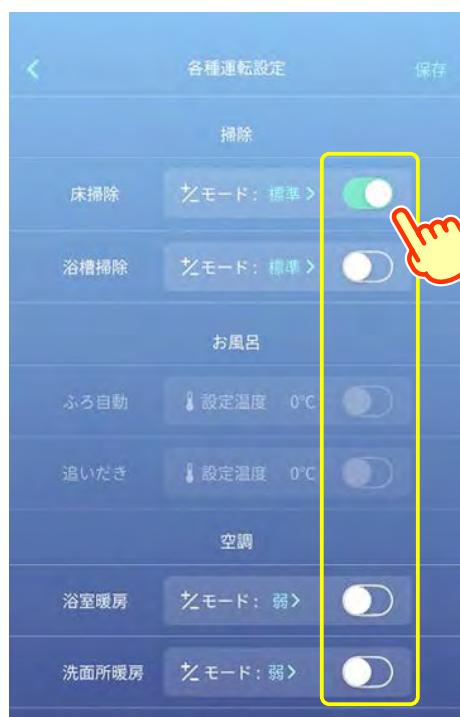 各種運転設定 保存
掃除
床掃除 モード: 標準
浴槽掃除 モード: 標準
お風呂
ふろ自動 設定温度 0℃
追いだき 設定温度 0℃
空調
浴室暖房 モード: 弱
洗面所暖房 モード: 弱